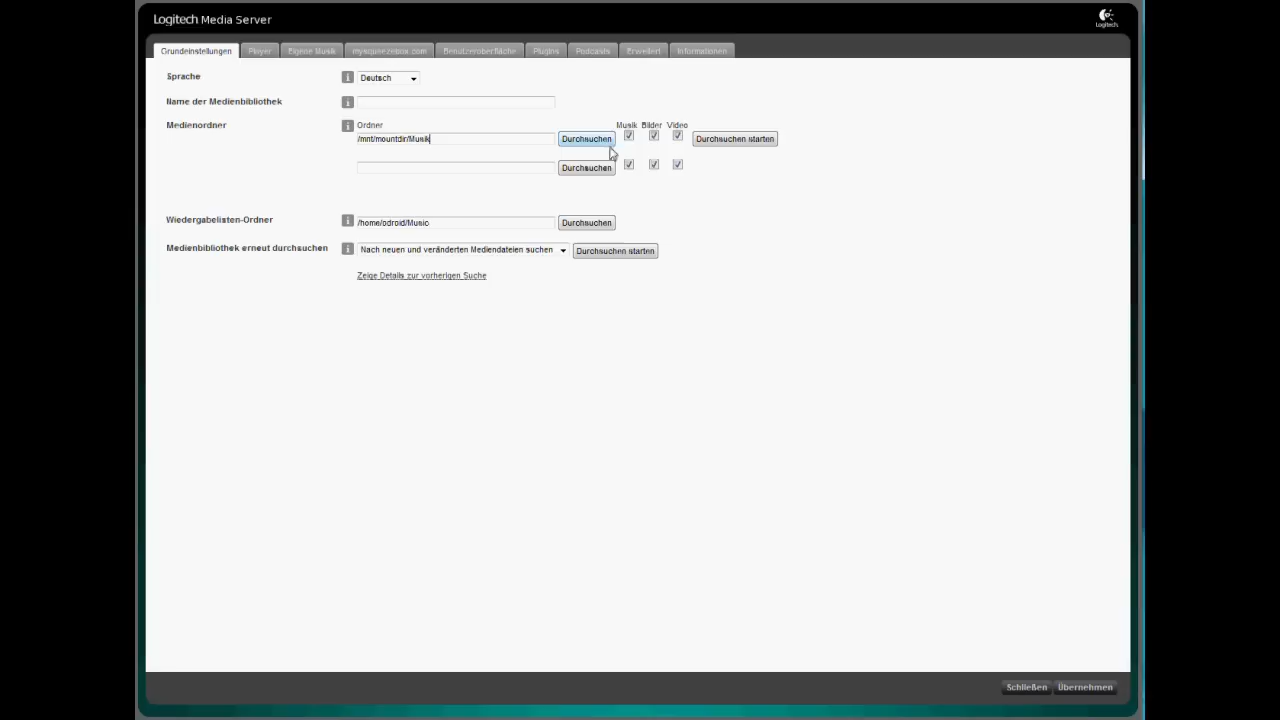 Logitech Media Server
Logitech
Grundeinstellungen Player Eigene Musik mysqueezebox.com Benutzeroberfläche Plugins Podcasts Erweitert Informationen
Sprache i Deutsch
Name der Medienbibliothek i
Medienordner i Ordner Musik Bilder Video
/mnt/mountdir/Musik Durchsuchen Durchsuchen starten
Durchsuchen
Wiedergabelisten-Ordner i /home/odroid/Music Durchsuchen
Medienbibliothek erneut durchsuchen i Nach neuen und veränderten Mediendateien suchen Durchsuchen starten
Zeige Details zur vorherigen Suche
Schließen Übernehmen